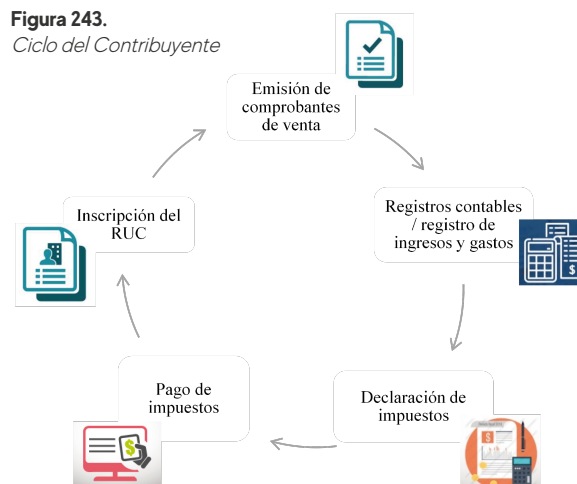 Figura 243.
Ciclo del Contribuyente
Emisión de
comprobantes
de venta
Registros contables
/ registro de
ingresos y gastos
Declaración de
impuestos
Pago de
impuestos
Inscripción del
RUC